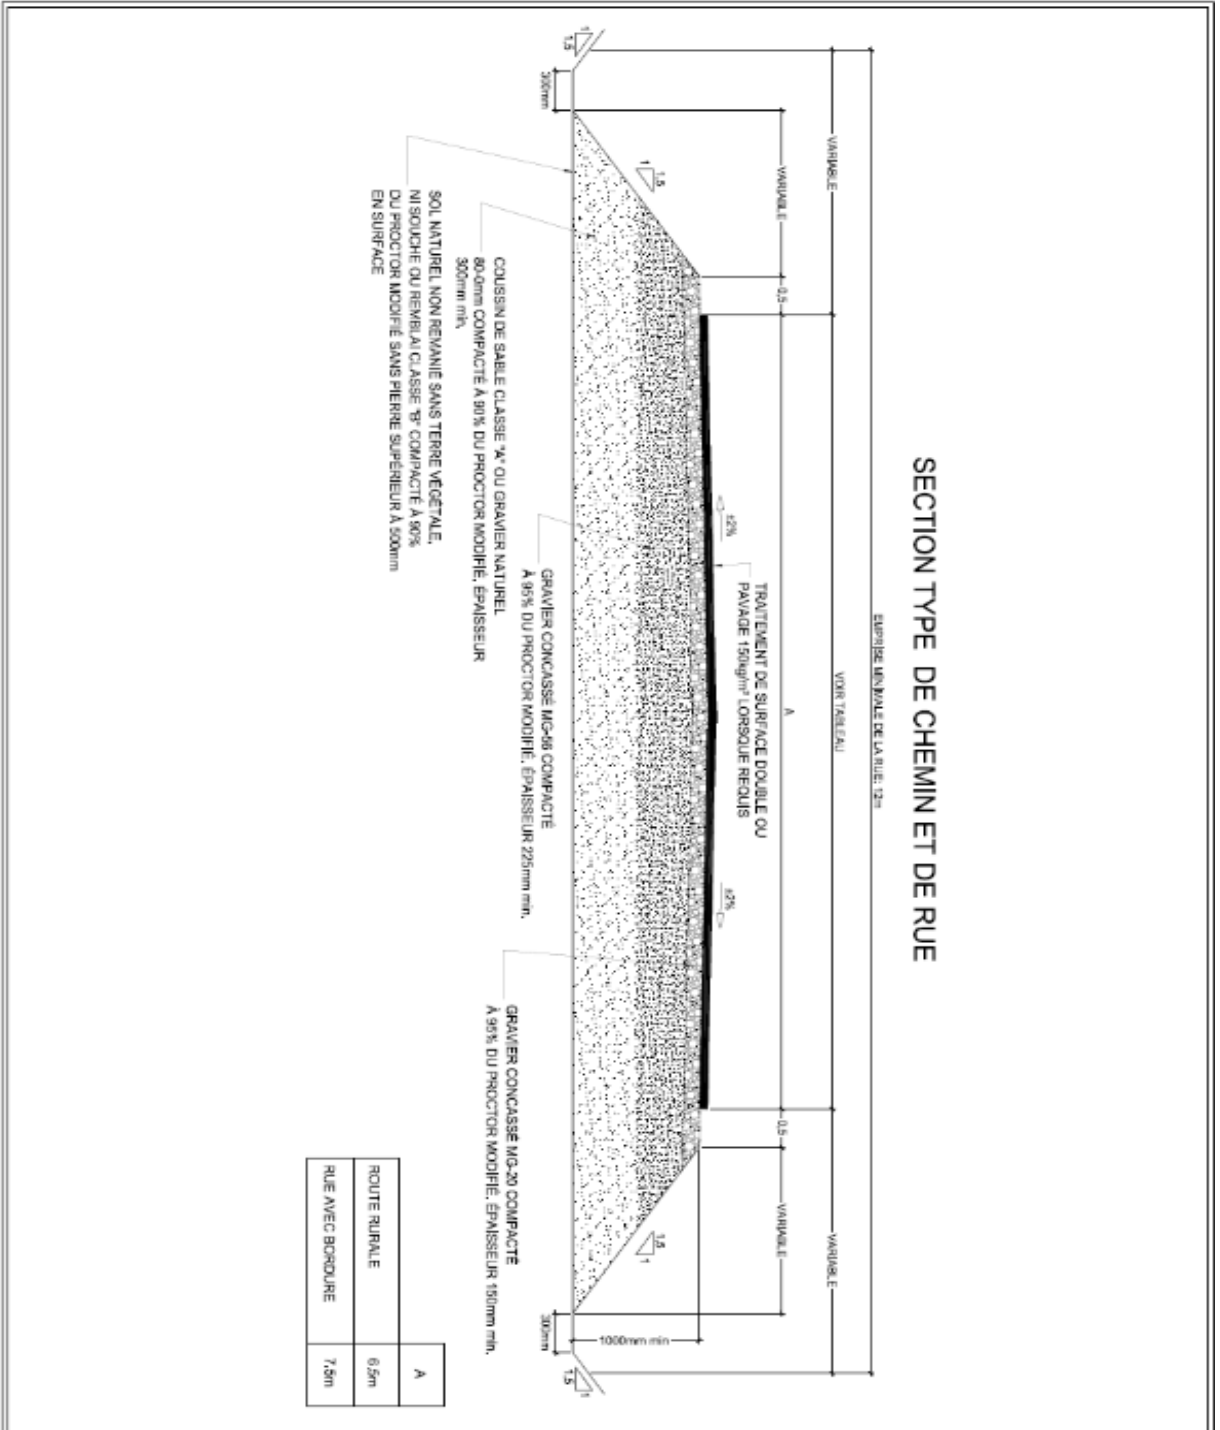 SECTION TYPE DE CHEMIN ET DE RUE
EMPRISE MINIMALE DE LA RUE: 12m
VARIABLE
VOIR TABLEAU
VARIABLE
VARIABLE
0,5
A
0,5
VARIABLE
TRAITEMENT DE SURFACE DOUBLE OU
PAVAGE 150kg/m² LORSQUE REQUIS
±2%
±2%
1
1,5
1,5
1
1,5
1
1
1,5
300mm
1000mm min
300mm
GRAVIER CONCASSÉ MG-56 COMPACTÉ
À 95% DU PROCTOR MODIFIÉ, ÉPAISSEUR 225mm min.
GRAVIER CONCASSÉ MG-20 COMPACTÉ
À 95% DU PROCTOR MODIFIÉ, ÉPAISSEUR 150mm min.
COUSSIN DE SABLE CLASSE "A" OU GRAVIER NATUREL
80-0mm COMPACTÉ À 90% DU PROCTOR MODIFIÉ, ÉPAISSEUR
300mm min.
SOL NATUREL NON REMANIÉ SANS TERRE VÉGÉTALE,
NI SOUCHE OU REMBLAI CLASSE "B" COMPACTÉ À 90%
DU PROCTOR MODIFIÉ SANS PIERRE SUPÉRIEUR À 500mm
EN SURFACE
A
ROUTE RURALE 6,5m
RUE AVEC BORDURE 7,5m